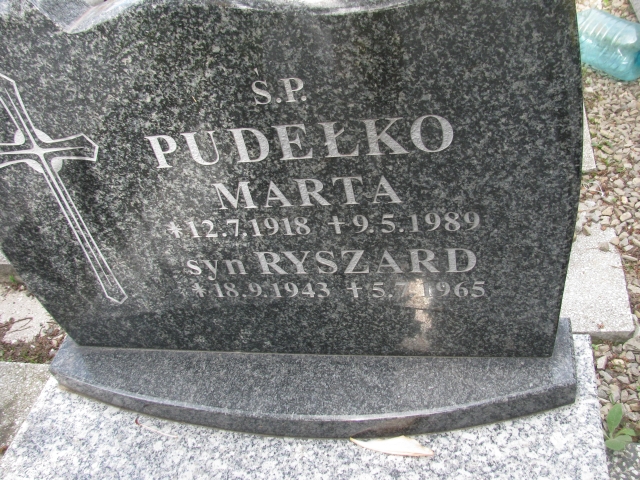 S.P.
PUDEŁKO
MARTA
*12.7.1918 +9.5.1989
syn RYSZARD
*18.9.1943 +5.7.1965